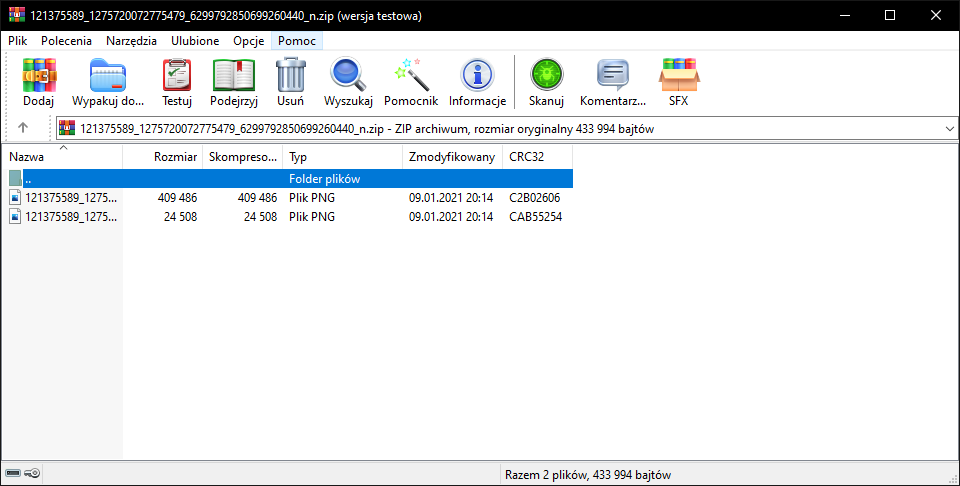 121375589_1275720072775479_6299792850699260440_n.zip (wersja testowa)
Plik Polecenia Narzędzia Ulubione Opcje Pomoc
Dodaj Wypakuj do... Testuj Podejrzyj Usuń Wyszukaj Pomocnik Informacje Skanuj Komentarz... SFX
121375589_1275720072775479_6299792850699260440_n.zip - ZIP archiwum, rozmiar oryginalny 433 994 bajtów
Nazwa Rozmiar Skompreso... Typ Zmodyfikowany CRC32
.. Folder plików
121375589_1275... 409 486 409 486 Plik PNG 09.01.2021 20:14 C2B02606
121375589_1275... 24 508 24 508 Plik PNG 09.01.2021 20:14 CAB55254
Razem 2 plików, 433 994 bajtów